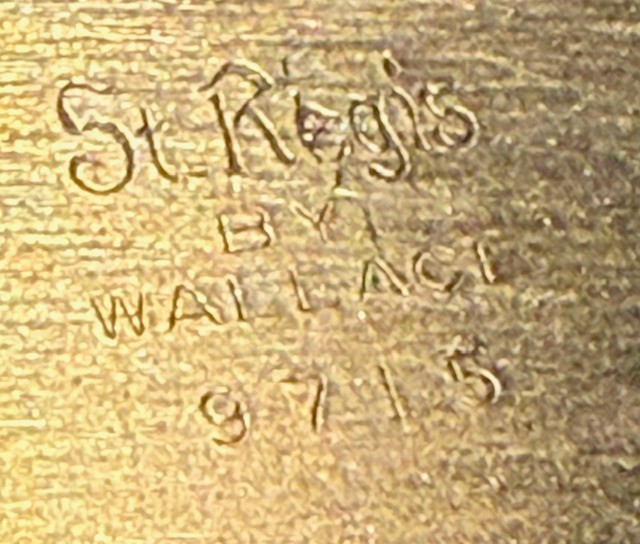 St. Regis
BY
WALLACE
9715